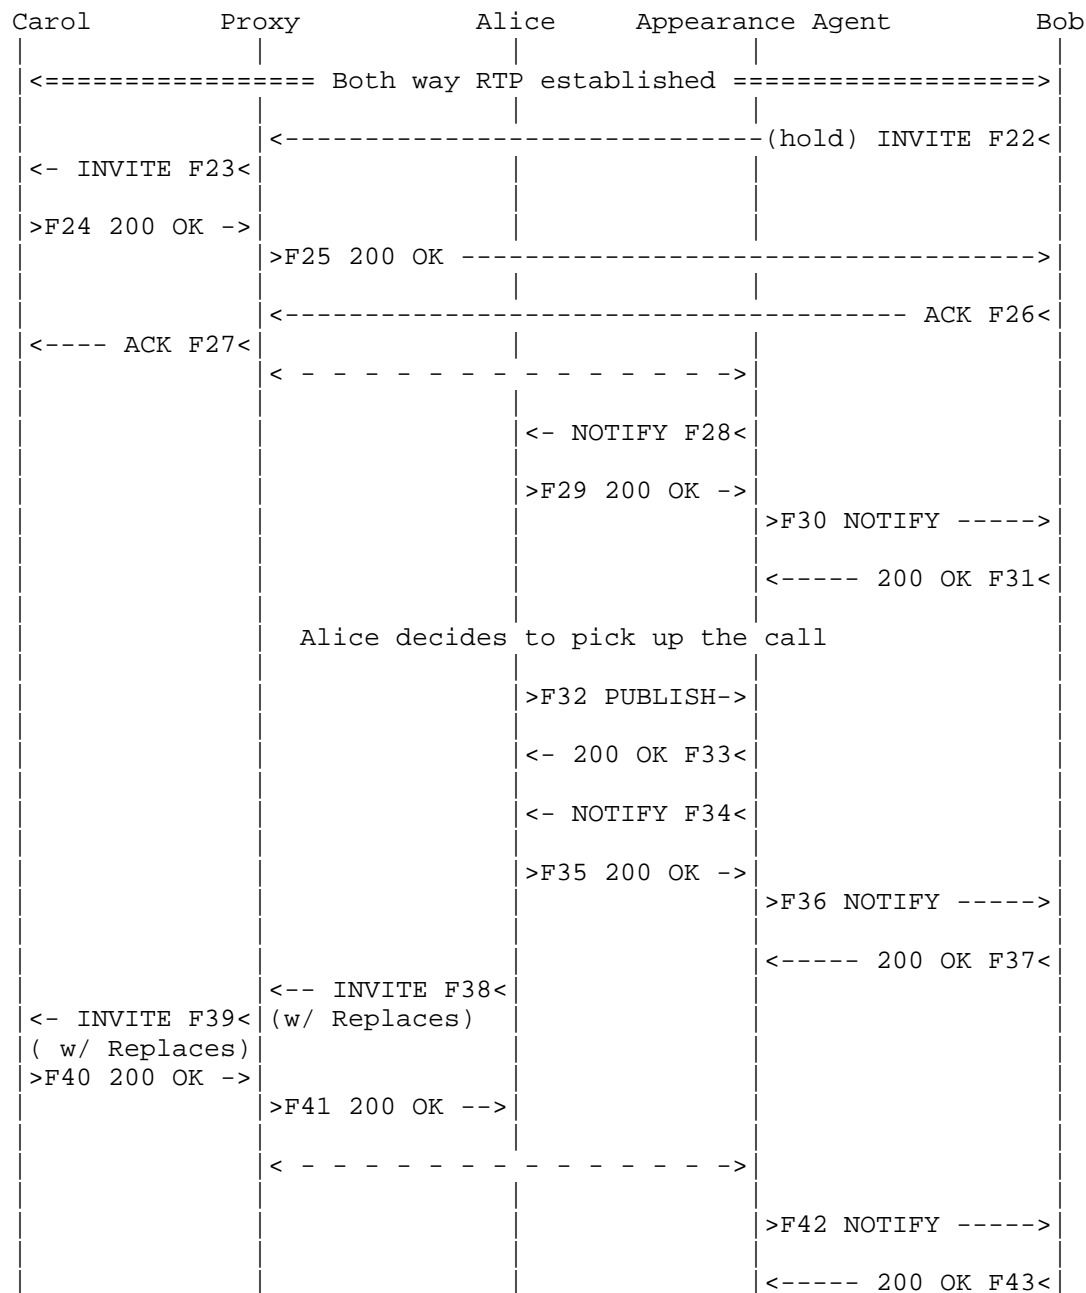 Carol Proxy Alice Appearance Agent Bob
<================= Both way RTP established ===================>
<------------------------------(hold) INVITE F22<
<- INVITE F23<
>F24 200 OK ->
>F25 200 OK ------------------------------------>
<--------------------------------------- ACK F26<
<---- ACK F27<
< - - - - - - - - - - - - - ->
<- NOTIFY F28<
>F29 200 OK ->
>F30 NOTIFY ----->
<----- 200 OK F31<
Alice decides to pick up the call
>F32 PUBLISH->
<- 200 OK F33<
<- NOTIFY F34<
>F35 200 OK ->
>F36 NOTIFY ----->
<----- 200 OK F37<
<-- INVITE F38<
<- INVITE F39< (w/ Replaces)
( w/ Replaces)
>F40 200 OK ->
>F41 200 OK -->
< - - - - - - - - - - - - - ->
>F42 NOTIFY ----->
<----- 200 OK F43<